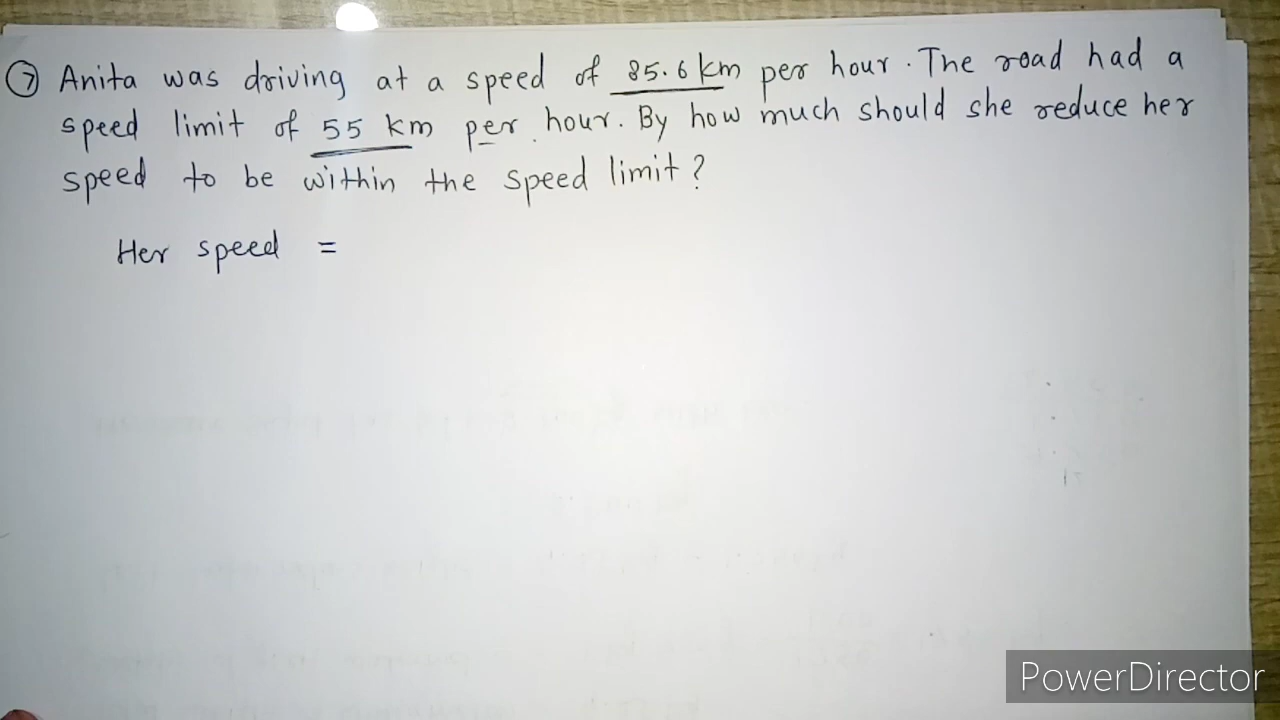 ⑦ Anita was driving at a speed of 85.6 km per hour. The road had a
speed limit of 55 km per hour. By how much should she reduce her
speed to be within the speed limit?
Her speed =
PowerDirector